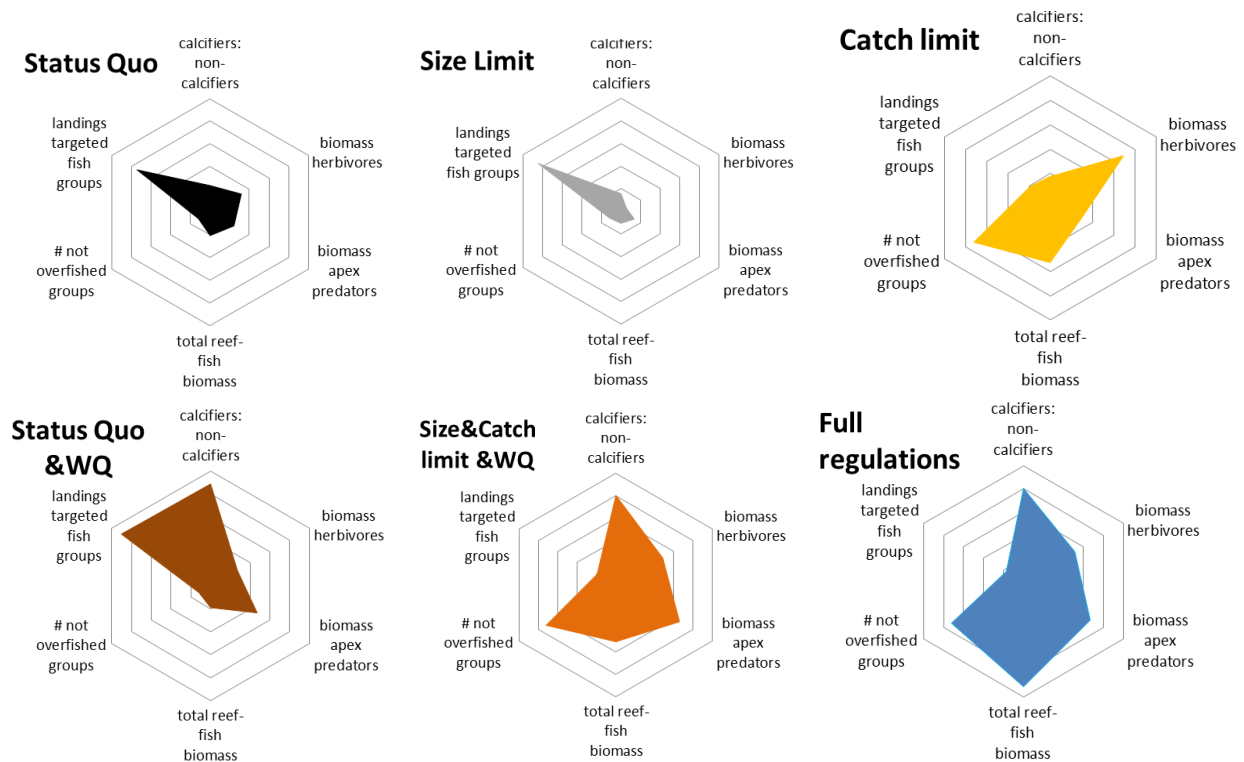 Status Quo
calcifiers:
non-
calcifiers
landings
targeted
fish
groups
biomass
herbivores
# not
overfished
groups
biomass
apex
predators
total reef-
fish
biomass
Size Limit
calcifiers:
non-
calcifiers
landings
targeted
fish groups
biomass
herbivores
# not
overfished
groups
biomass
apex
predators
total reef-
fish
biomass
Catch limit
calcifiers:
non-
calcifiers
landings
targeted
fish
groups
biomass
herbivores
# not
overfished
groups
biomass
apex
predators
total reef-
fish
biomass
Status Quo
&WQ
calcifiers:
non-
calcifiers
landings
targeted
fish
groups
biomass
herbivores
# not
overfished
groups
biomass
apex
predators
total reef-
fish
biomass
Size&Catch
limit &WQ
calcifiers:
non-
calcifiers
landings
targeted
fish
groups
biomass
herbivores
# not
overfished
groups
biomass
apex
predators
total reef-
fish
biomass
Full
regulations
calcifiers:
non-
calcifiers
landings
targeted
fish
groups
biomass
herbivores
# not
overfished
groups
biomass
apex
predators
total reef-
fish
biomass